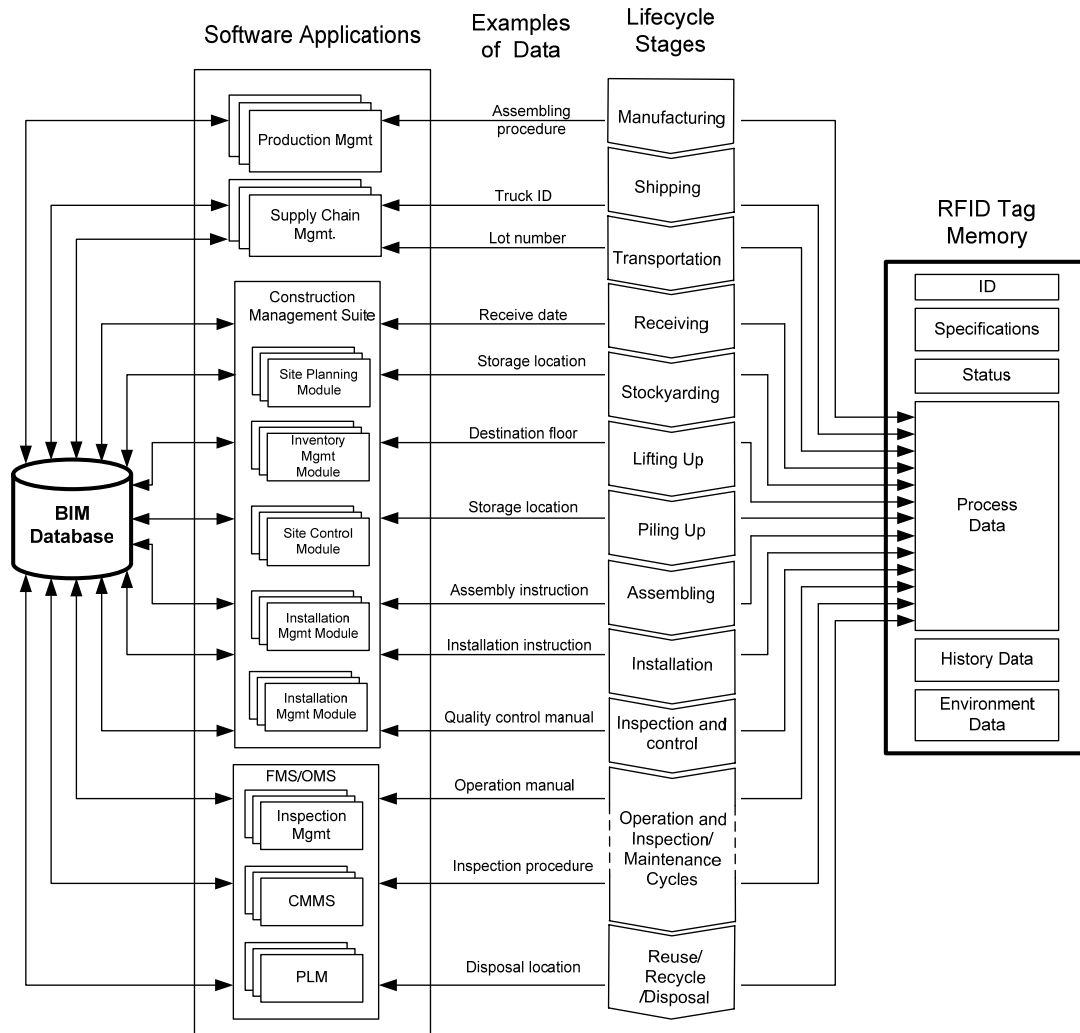 Software Applications
Examples
of Data
Lifecycle
Stages
RFID Tag
Memory
Production Mgmt
Supply Chain
Mgmt.
Construction
Management Suite
Site Planning
Module
Inventory
Mgmt
Module
Site Control
Module
Installation
Mgmt Module
Installation
Mgmt Module
FMS/OMS
Inspection
Mgmt
CMMS
PLM
BIM
Database
Assembling
procedure
Truck ID
Lot number
Receive date
Storage location
Destination floor
Storage location
Assembly instruction
Installation instruction
Quality control manual
Operation manual
Inspection procedure
Disposal location
Manufacturing
Shipping
Transportation
Receiving
Stockyarding
Lifting Up
Piling Up
Assembling
Installation
Inspection and
control
Operation and
Inspection/
Maintenance
Cycles
Reuse/
Recycle
/Disposal
ID
Specifications
Status
Process
Data
History Data
Environment
Data